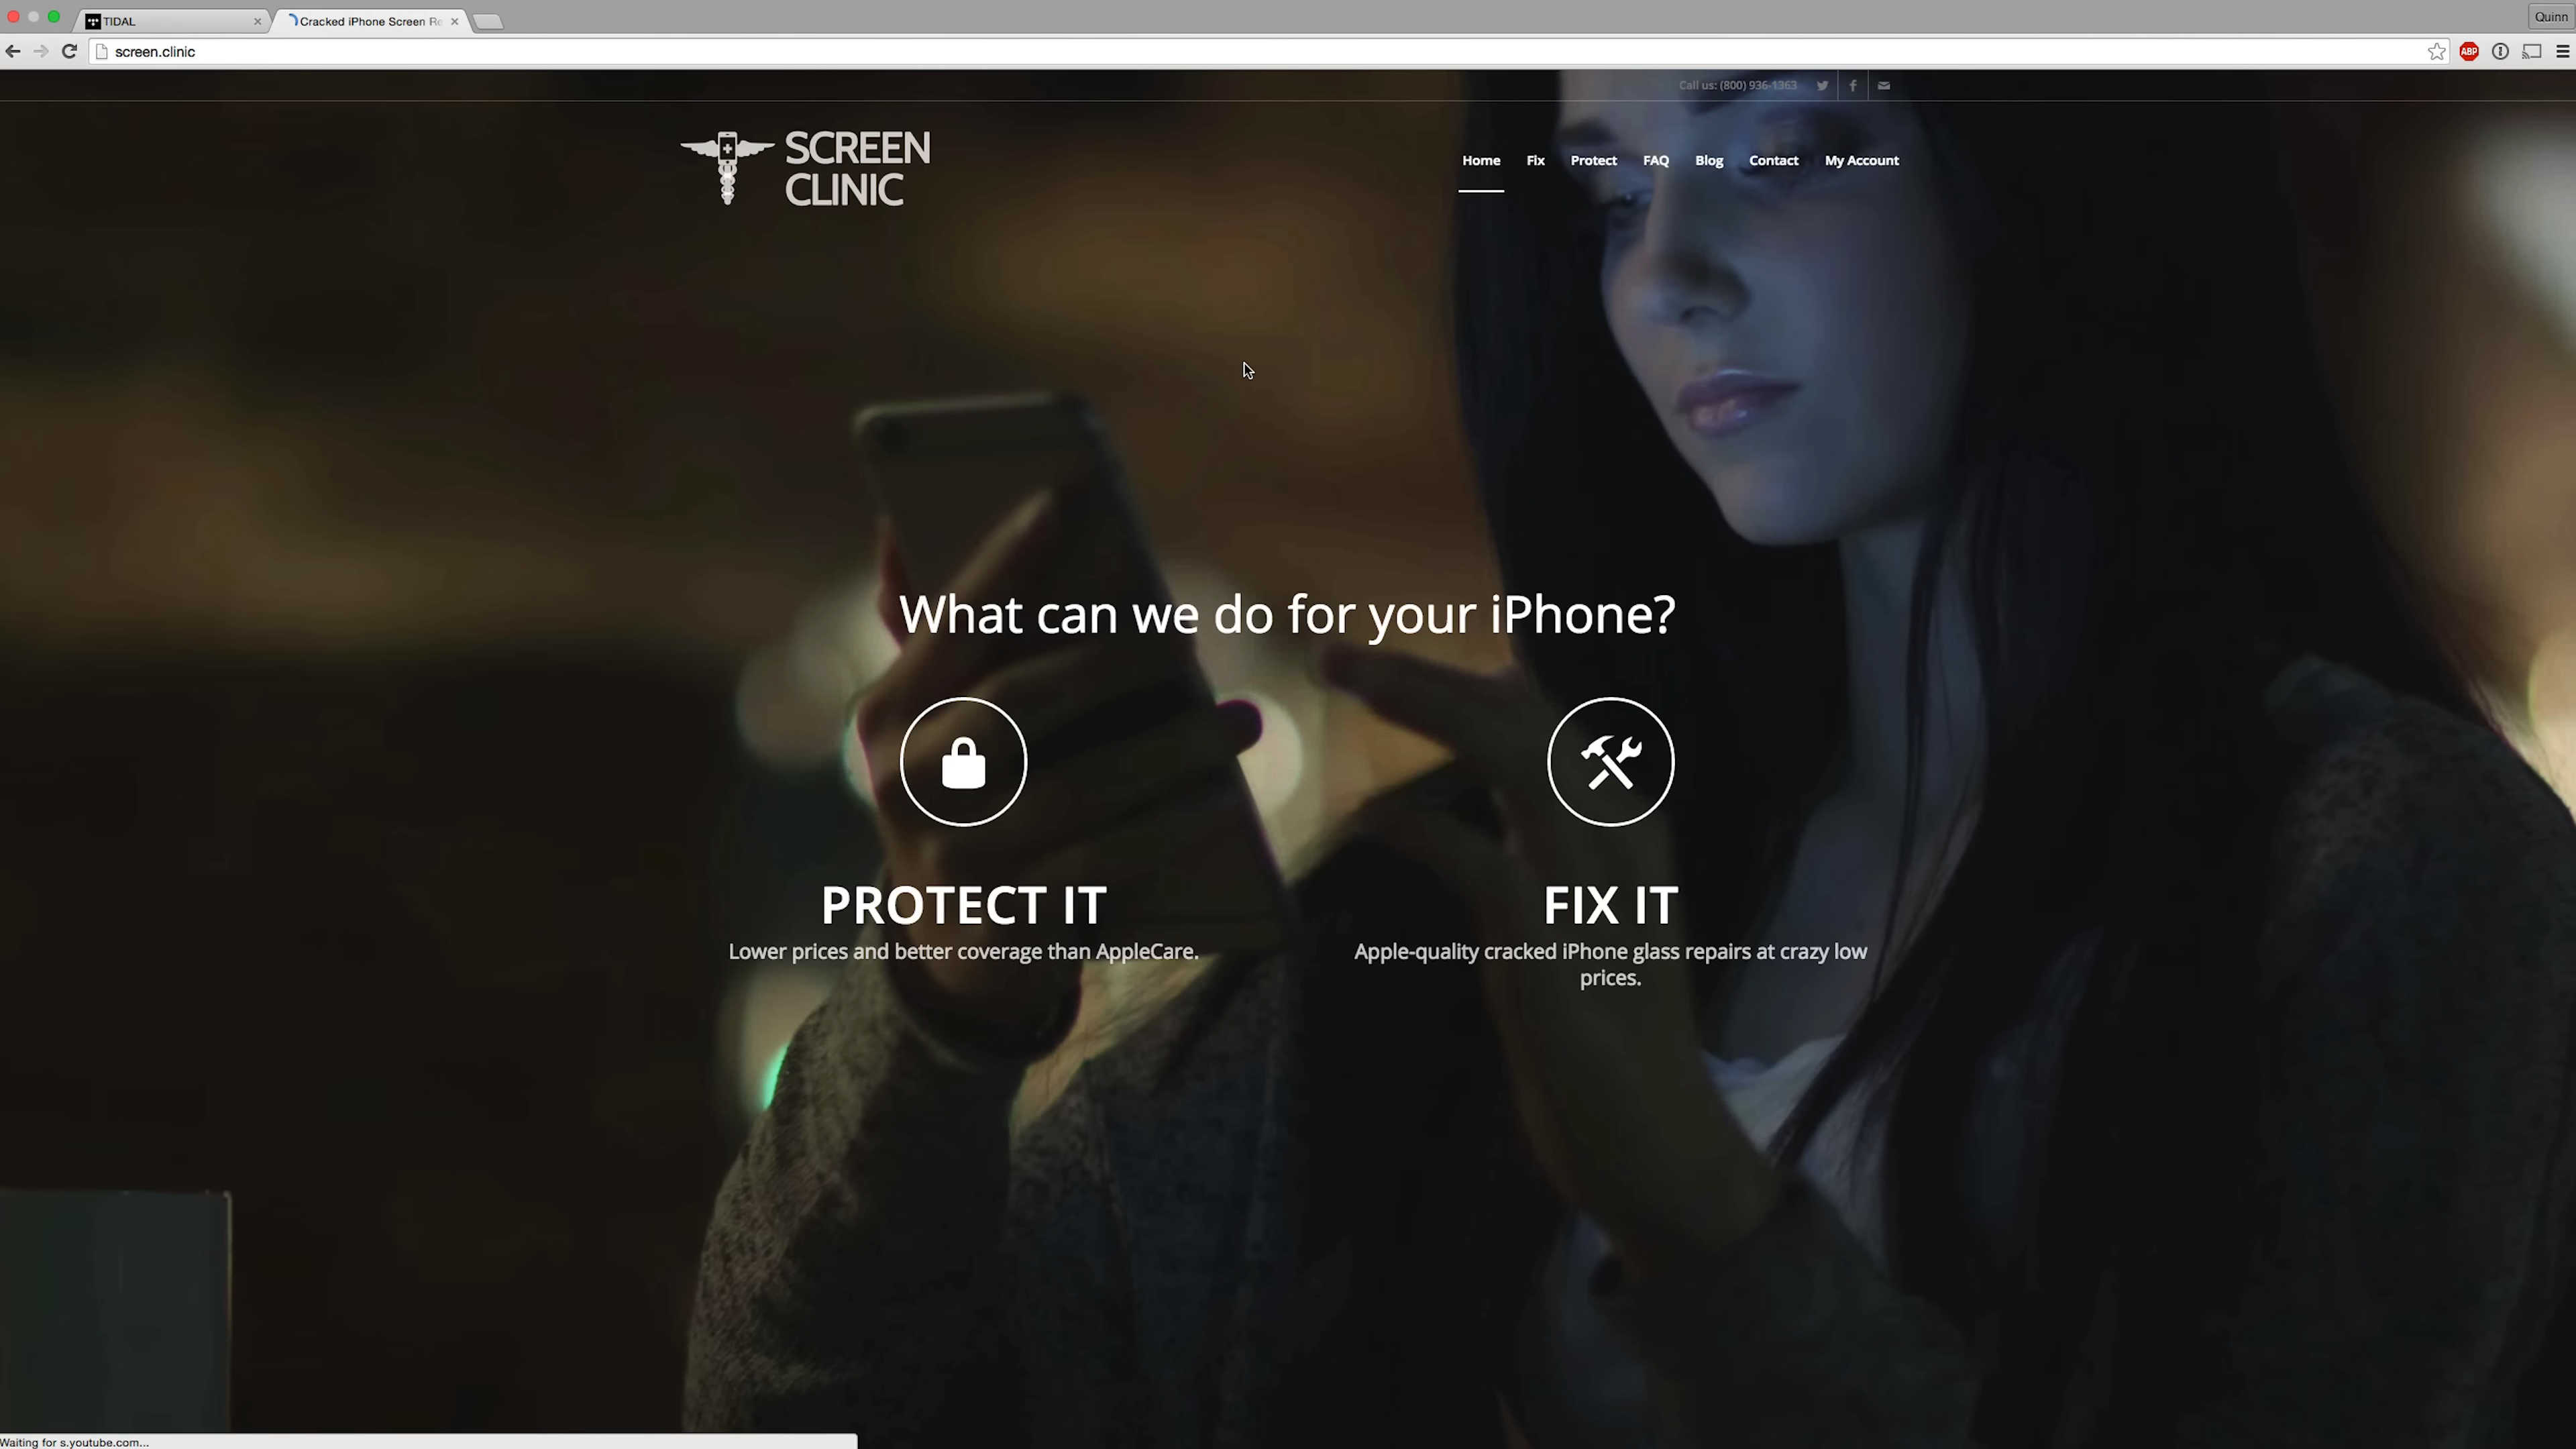 TIDAL
Cracked iPhone Screen Re
Quinn
screen.clinic
ABP
Call us: (800) 936-1363
SCREEN
CLINIC
Home Fix Protect FAQ Blog Contact My Account
What can we do for your iPhone?
PROTECT IT
Lower prices and better coverage than AppleCare.
FIX IT
Apple-quality cracked iPhone glass repairs at crazy low
prices.
Waiting for s.youtube.com...